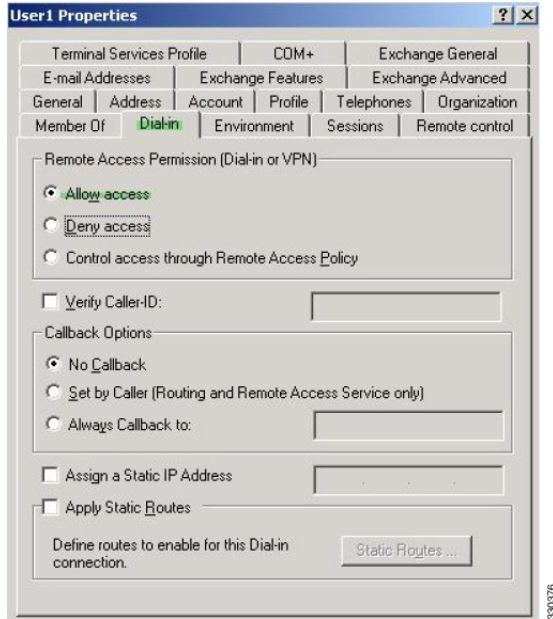 User1 Properties
Terminal Services Profile COM+ Exchange General
E-mail Addresses Exchange Features Exchange Advanced
General Address Account Profile Telephones Organization
Member Of Dial-in Environment Sessions Remote control
Remote Access Permission (Dial-in or VPN)
Allow access
Deny access
Control access through Remote Access Policy
Verify Caller-ID:
Callback Options
No Callback
Set by Caller (Routing and Remote Access Service only)
Always Callback to:
Assign a Static IP Address
Apply Static Routes
Define routes to enable for this Dial-in
connection.
Static Routes ...
330376